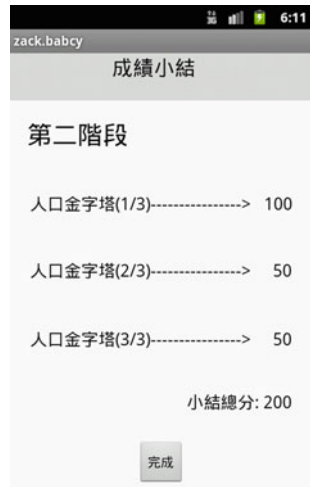 3G 6:11
zack.babcy
成績小結
第二階段
人口金字塔(1/3)----------------> 100
人口金字塔(2/3)----------------> 50
人口金字塔(3/3)----------------> 50
小結總分: 200
完成